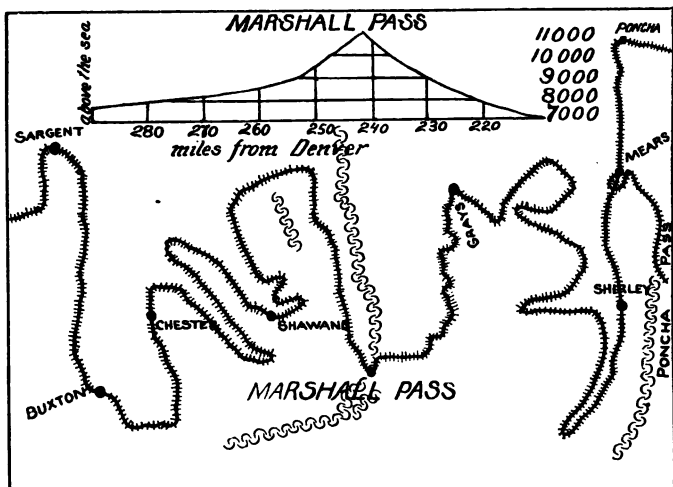 MARSHALL PASS
above the sea
11000
10 000
9000
8000
7000
280 270 260 250 240 230 220
miles from Denver
PONCHA
SARGENT
MEARS
GRAYS
PONCHA PASS
SHIRLEY
CHESTER
SHAWANO
BUXTON
MARSHALL PASS